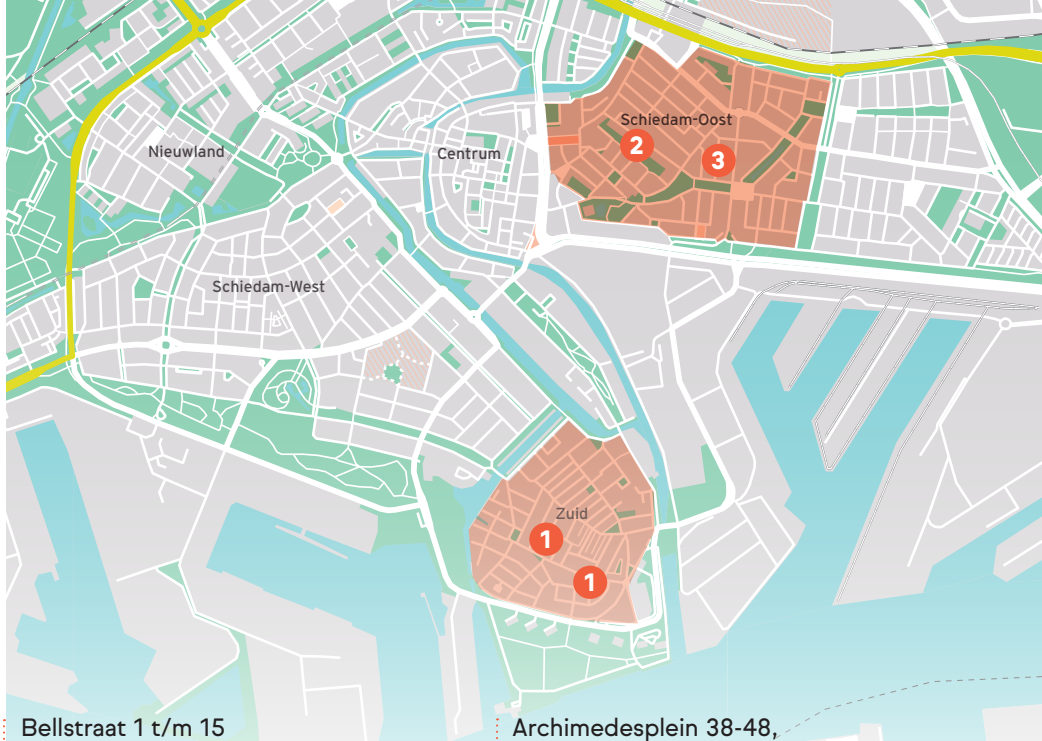 Schiedam-Oost
2
3
Nieuwland
Centrum
Schiedam-West
Zuid
1
1
Bellstraat 1 t/m 15
Archimedesplein 38-48,